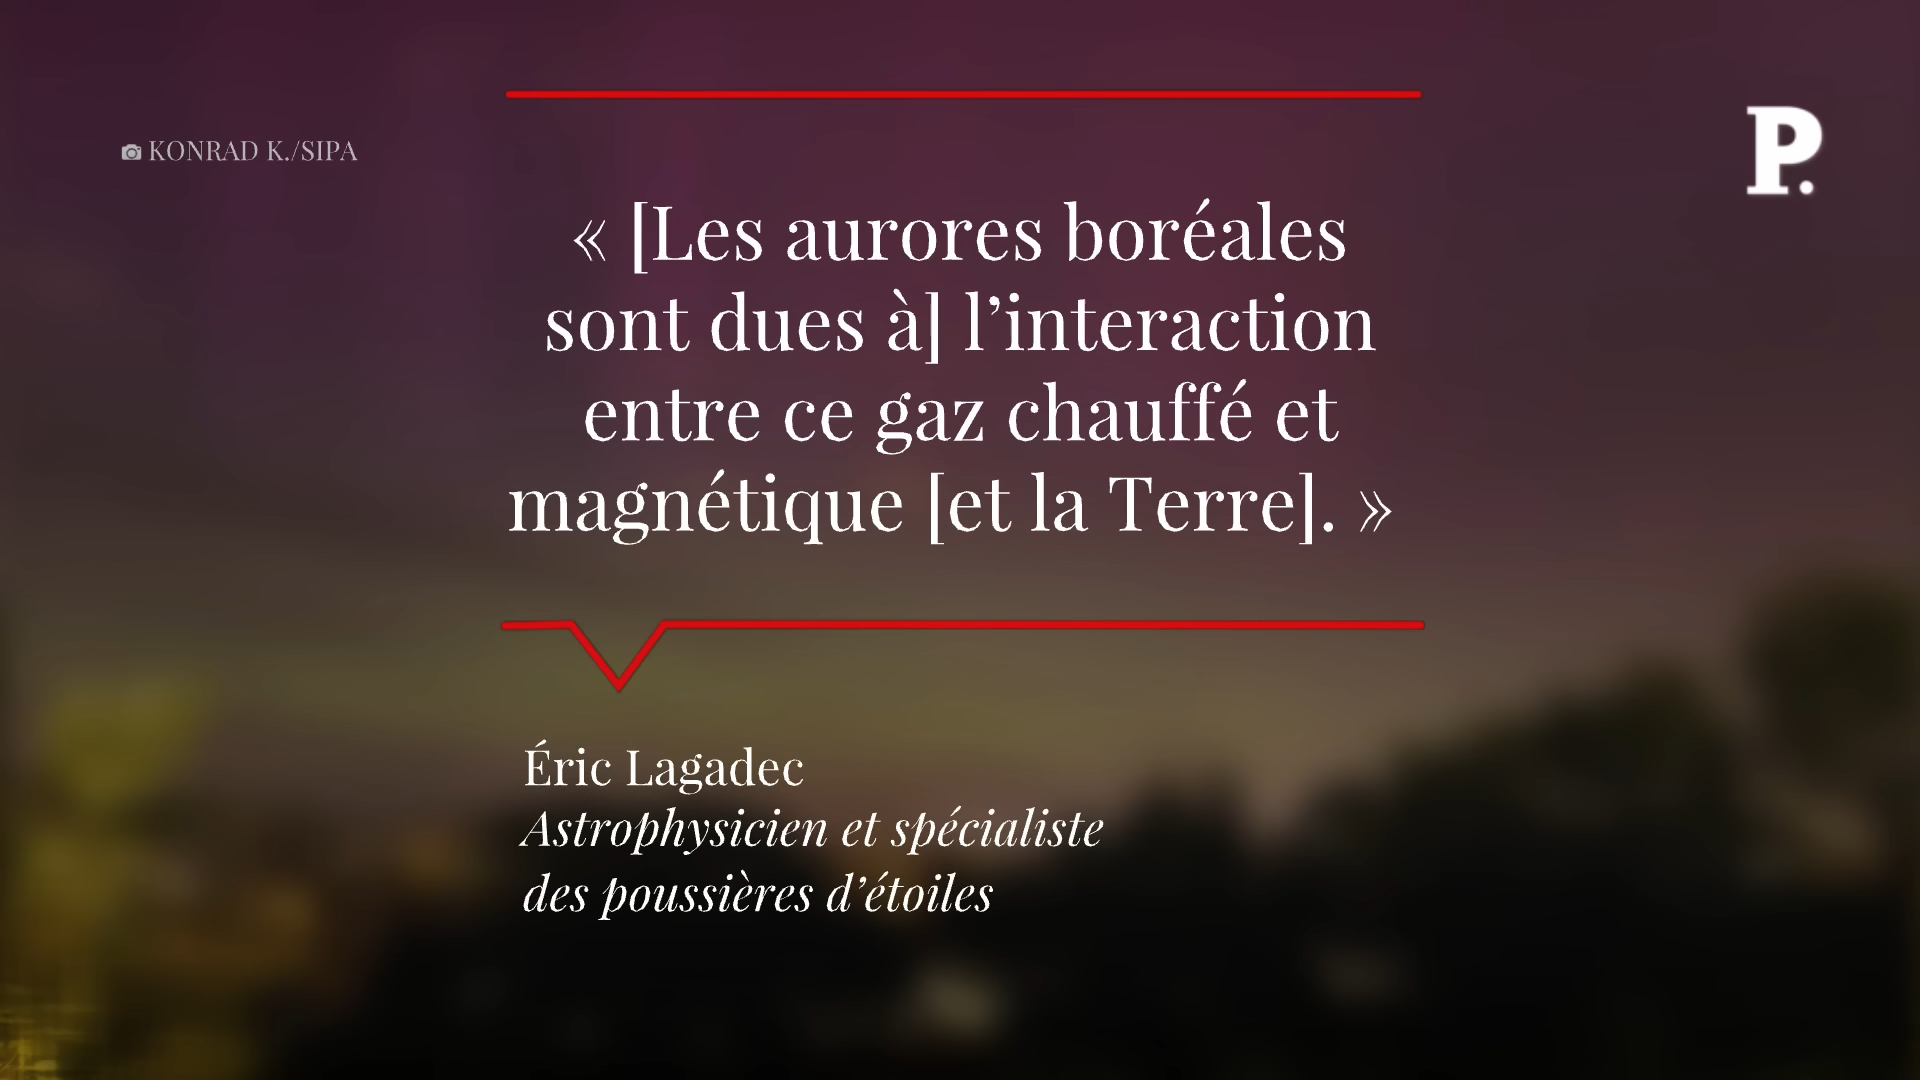 KONRAD K./SIPA
P.
« [Les aurores boréales
sont dues à] l’interaction
entre ce gaz chauffé et
magnétique [et la Terre]. »
Éric Lagadec
Astrophysicien et spécialiste
des poussières d’étoiles